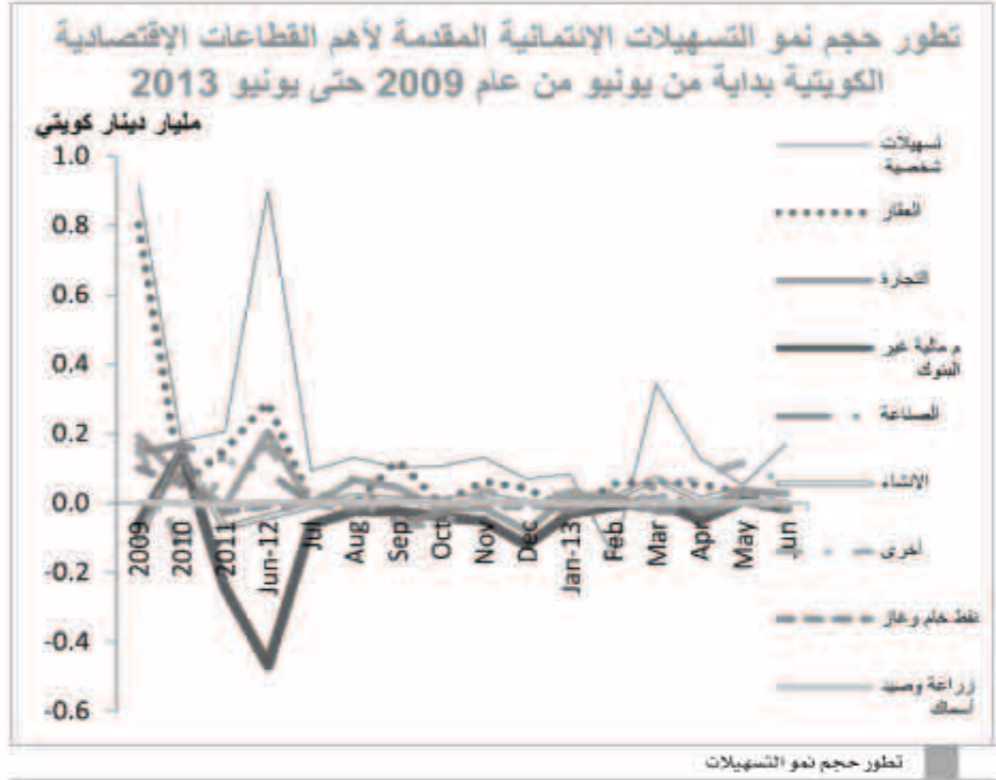 تطور حجم نمو التسهيلات الإئتمانية المقدمة لأهم القطاعات الإقتصادية
الكويتية بداية من يونيو من عام 2009 حتى يونيو 2013
مليار دينار كويتي
1.0
0.8
0.6
0.4
0.2
0.0
-0.2
-0.4
-0.6
2009
2010
2011
Jun-12
Jul
Aug
Sep
Oct
Nov
Dec
Jan-13
Feb
Mar
Apr
May
Jun
تسهيلات
شخصية
العقار
التجارة
م مالية غير
البنوك
الصناعة
الإنشاء
أخرى
نفط خام وغاز
زراعة وصيد
أسماك
تطور حجم نمو التسهيلات